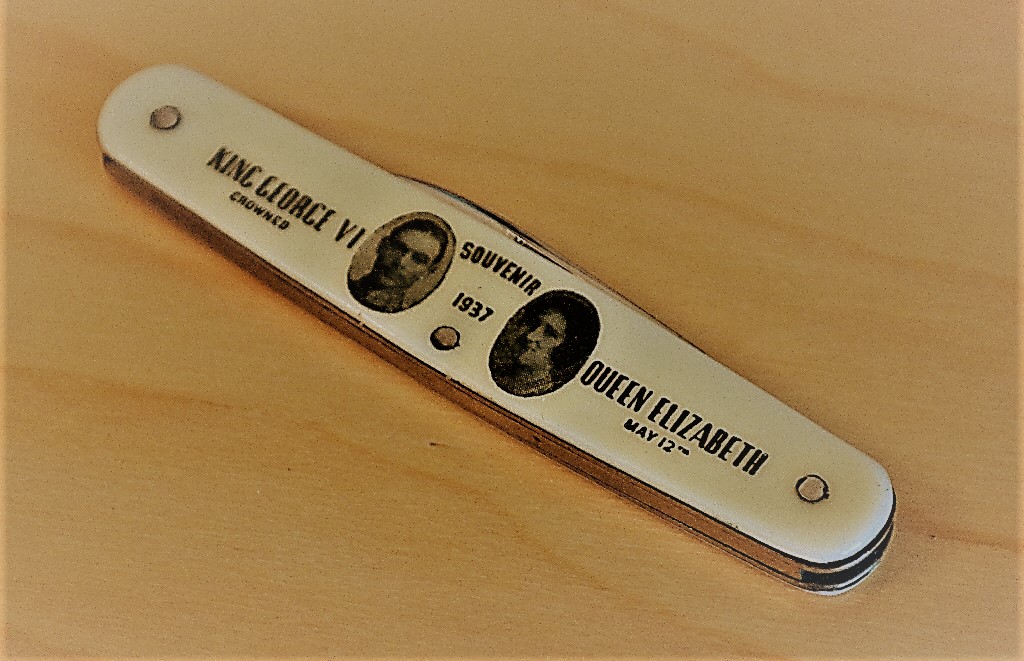 KING GEORGE VI
CROWNED
SOUVENIR
1937
QUEEN ELIZABETH
MAY 12TH